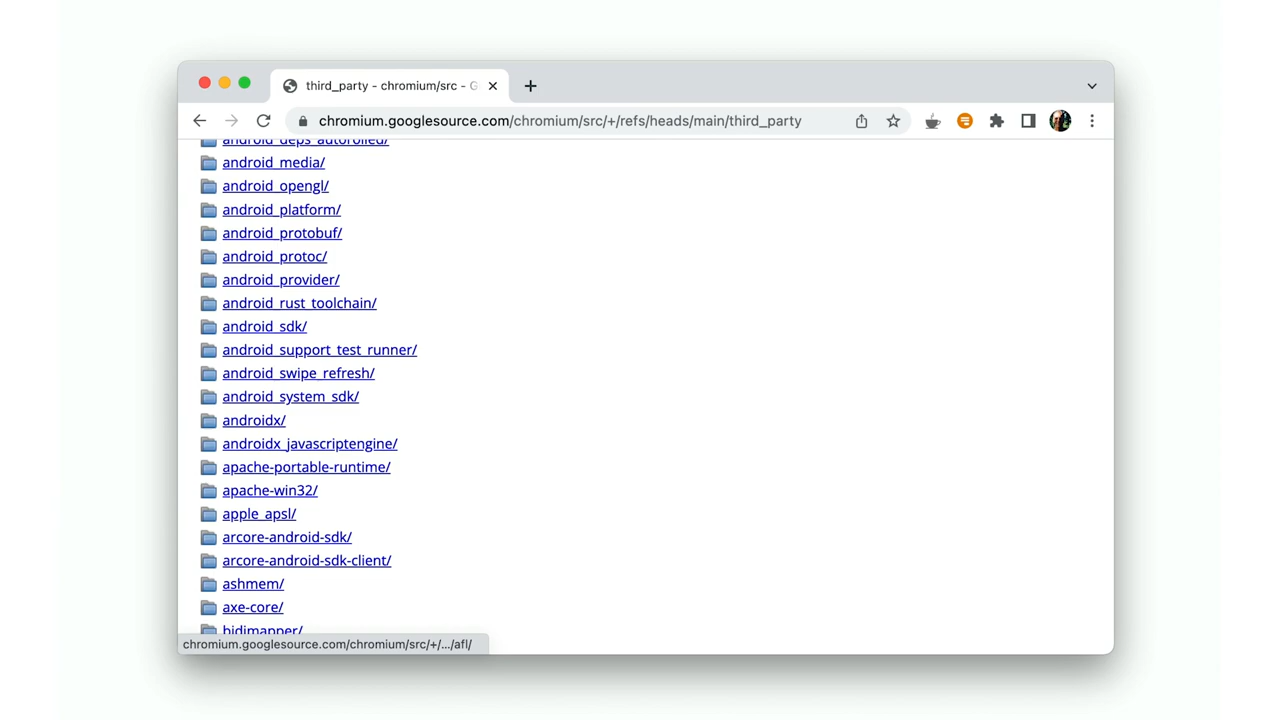 third_party - chromium/src - G
chromium.googlesource.com/chromium/src/+/refs/heads/main/third_party
android_deps_autorolled/
android_media/
android_opengl/
android_platform/
android_protobuf/
android_protoc/
android_provider/
android_rust_toolchain/
android_sdk/
android_support_test_runner/
android_swipe_refresh/
android_system_sdk/
androidx/
androidx_javascriptengine/
apache-portable-runtime/
apache-win32/
apple_apsl/
arcore-android-sdk/
arcore-android-sdk-client/
ashmem/
axe-core/
bidimapper/
chromium.googlesource.com/chromium/src/+/.../afl/